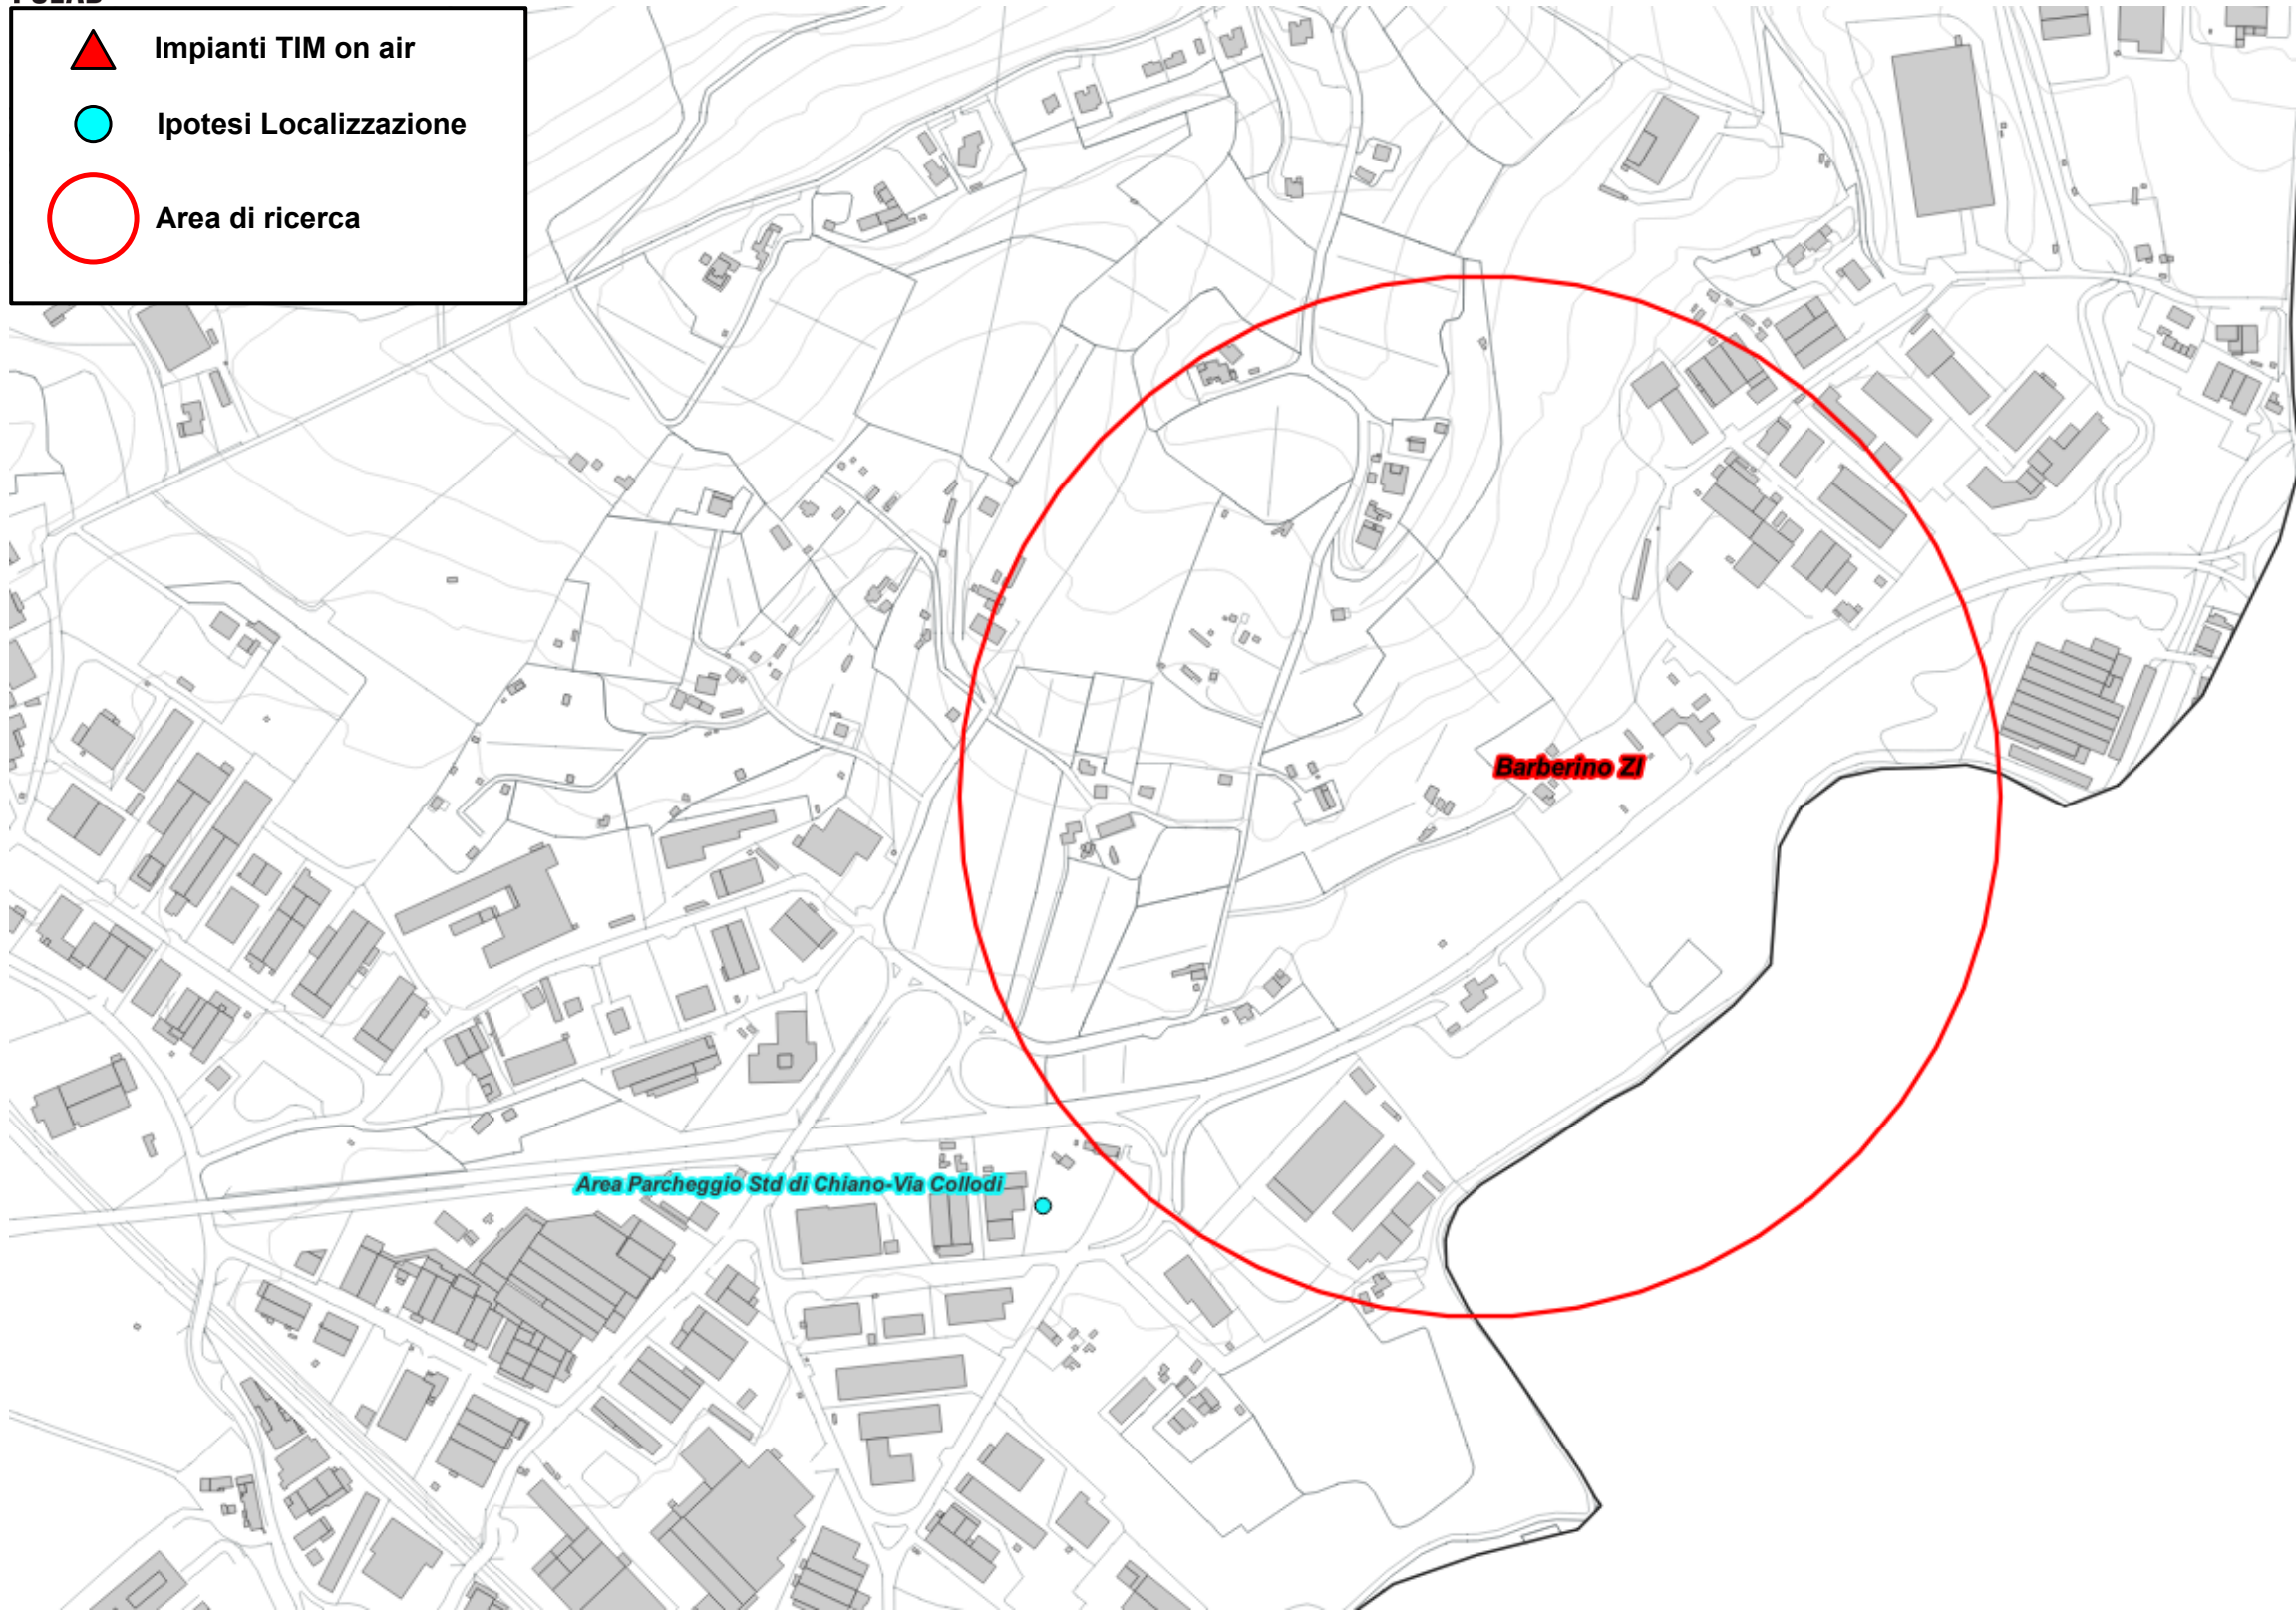 Impianti TIM on air
Ipotesi Localizzazione
Area di ricerca
Barberino ZI
Area Parcheggio Std di Chiano-Via Collodi